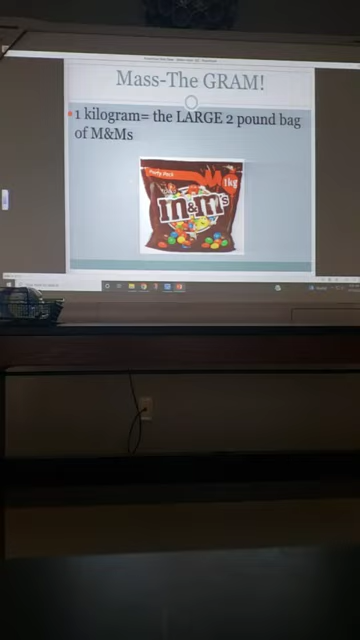 Mass-The GRAM!
1 kilogram= the LARGE 2 pound bag
of M&Ms
Party Pack
1kg
m&m's